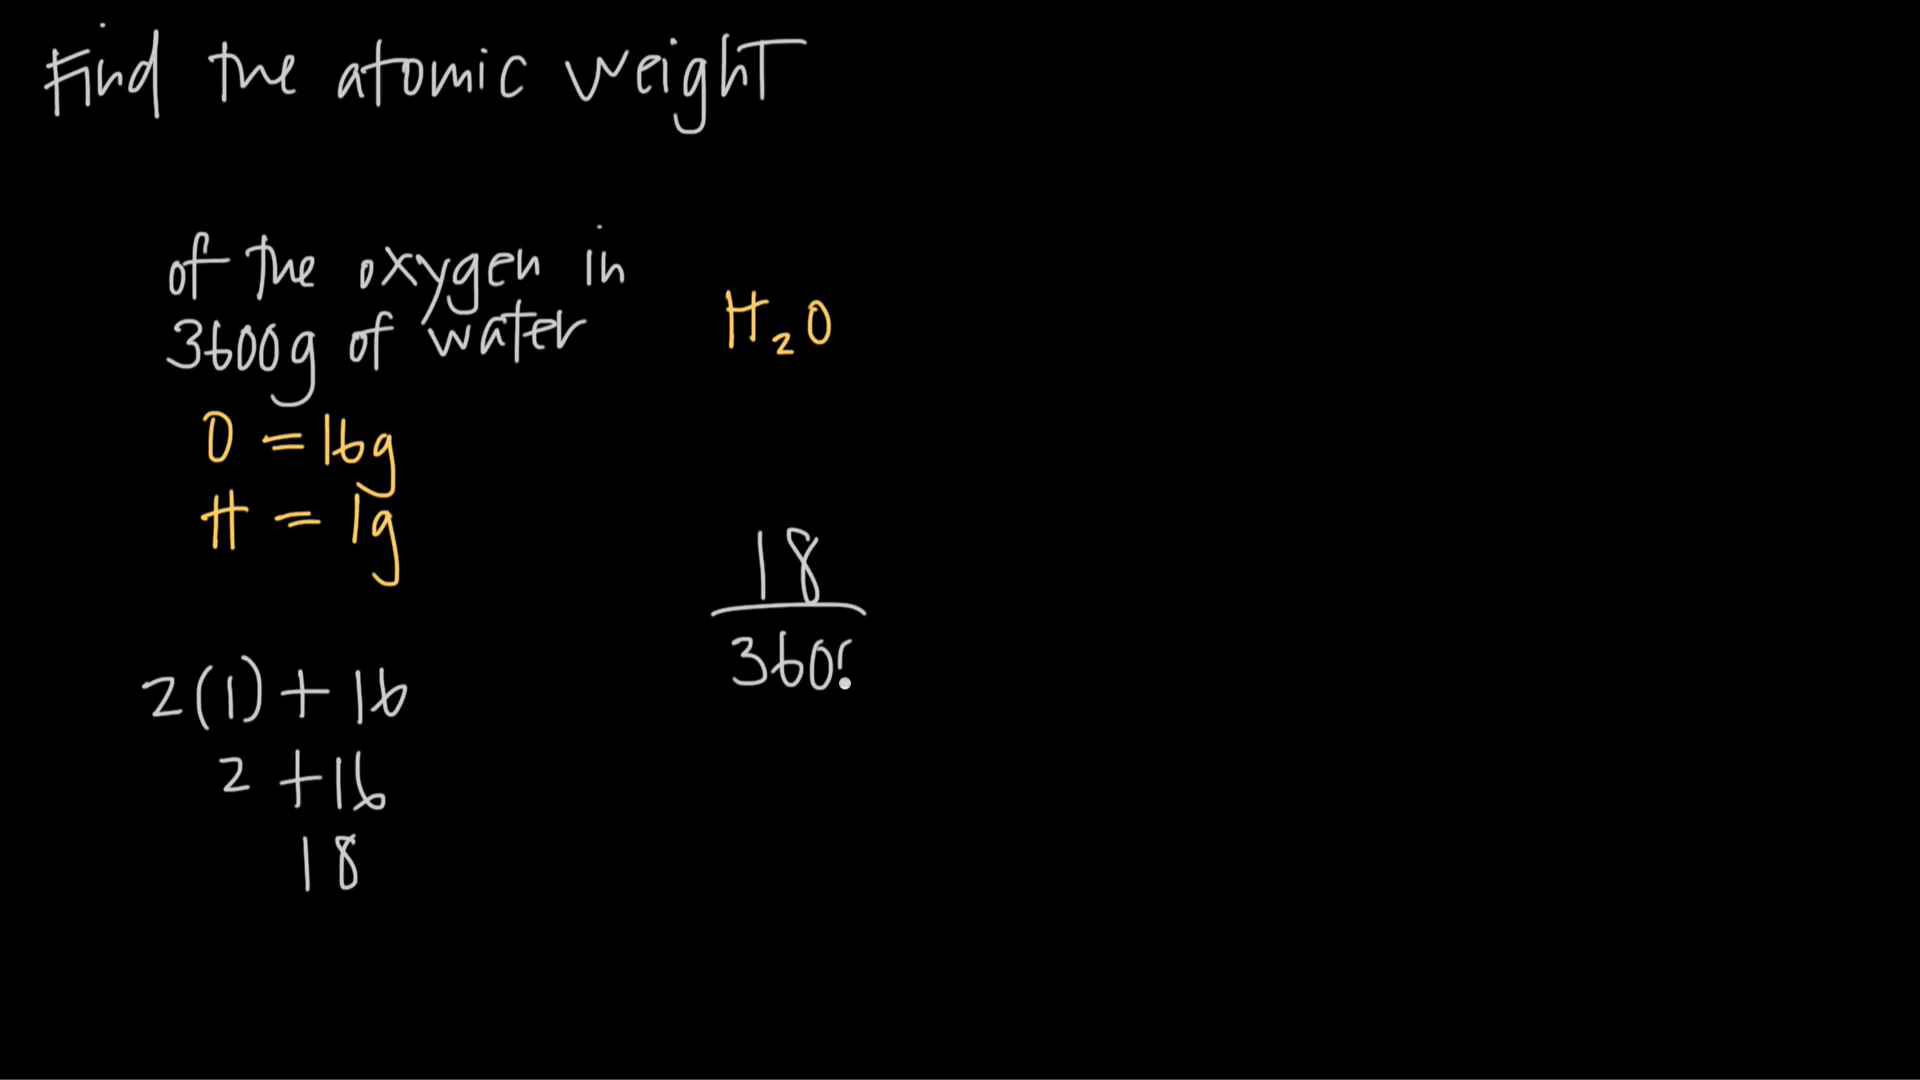 Find the atomic weight
of the oxygen in
3600g of water
H₂O
O = 16g
H = 1g
2(1) + 16
2 + 16
18
18
360